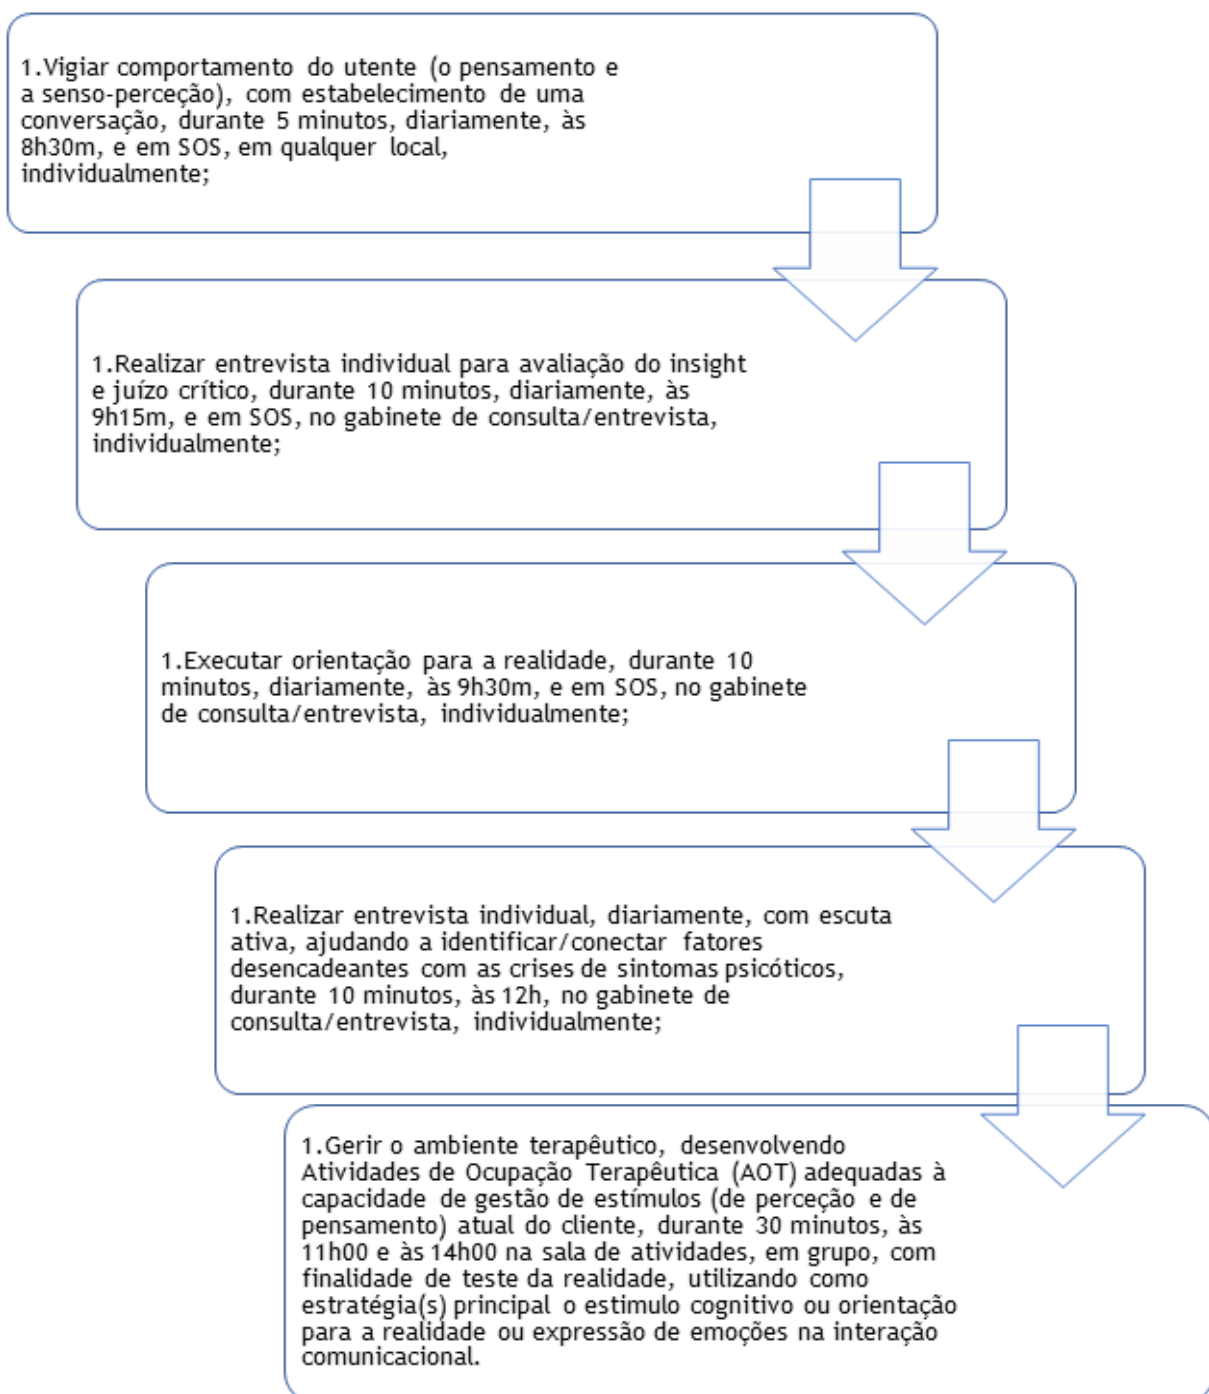 1.Vigiar comportamento do utente (o pensamento e
a senso-perceção), com estabelecimento de uma
conversação, durante 5 minutos, diariamente, às
8h30m, e em SOS, em qualquer local,
individualmente;
1.Realizar entrevista individual para avaliação do insight
e juízo crítico, durante 10 minutos, diariamente, às
9h15m, e em SOS, no gabinete de consulta/entrevista,
individualmente;
1.Executar orientação para a realidade, durante 10
minutos, diariamente, às 9h30m, e em SOS, no gabinete
de consulta/entrevista, individualmente;
1.Realizar entrevista individual, diariamente, com escuta
ativa, ajudando a identificar/conectar fatores
desencadeantes com as crises de sintomas psicóticos,
durante 10 minutos, às 12h, no gabinete de
consulta/entrevista, individualmente;
1.Gerir o ambiente terapêutico, desenvolvendo
Atividades de Ocupação Terapêutica (AOT) adequadas à
capacidade de gestão de estímulos (de perceção e de
pensamento) atual do cliente, durante 30 minutos, às
11h00 e às 14h00 na sala de atividades, em grupo, com
finalidade de teste da realidade, utilizando como
estratégia(s) principal o estimulo cognitivo ou orientação
para a realidade ou expressão de emoções na interação
comunicacional.